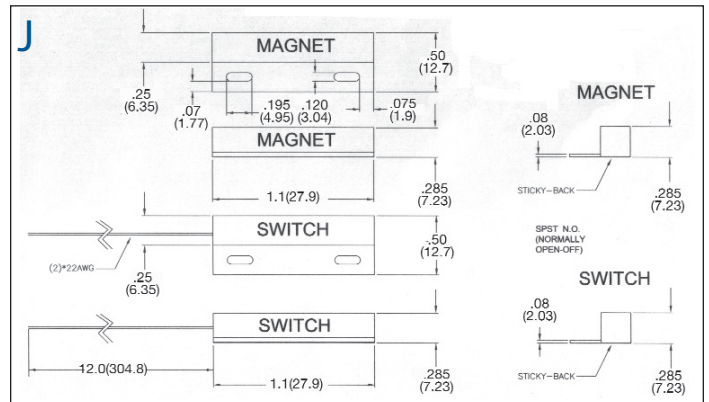 J
MAGNET
.50
(12.7)
.25
(6.35)
.07
(1.77)
.195
(4.95)
.120
(3.04)
.075
(1.9)
MAGNET
1.1(27.9)
.285
(7.23)
MAGNET
.08
(2.03)
STICKY-BACK
.285
(7.23)
SWITCH
.50
(12.7)
(2)*22AWG
.25
(6.35)
SPST N.O.
(NORMALLY
OPEN-OFF)
SWITCH
12.0(304.8)
1.1(27.9)
.285
(7.23)
SWITCH
.08
(2.03)
STICKY-BACK
.285
(7.23)